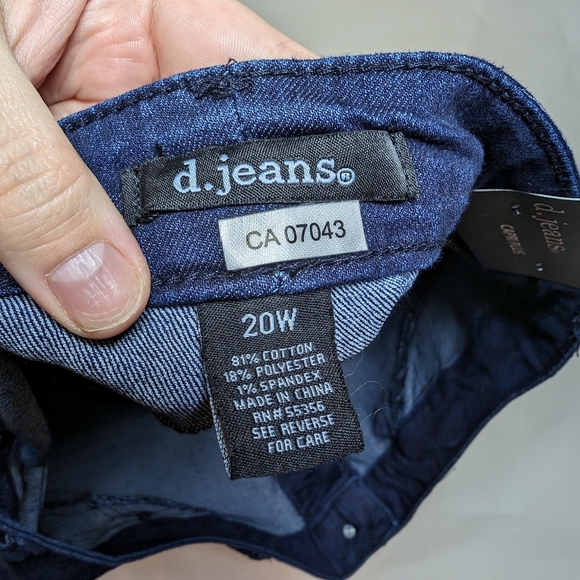 d.jeans®
CA 07043
20W
81% COTTON
18% POLYESTER
1% SPANDEX
MADE IN CHINA
RN# 55356
SEE REVERSE
FOR CARE
d.jeans